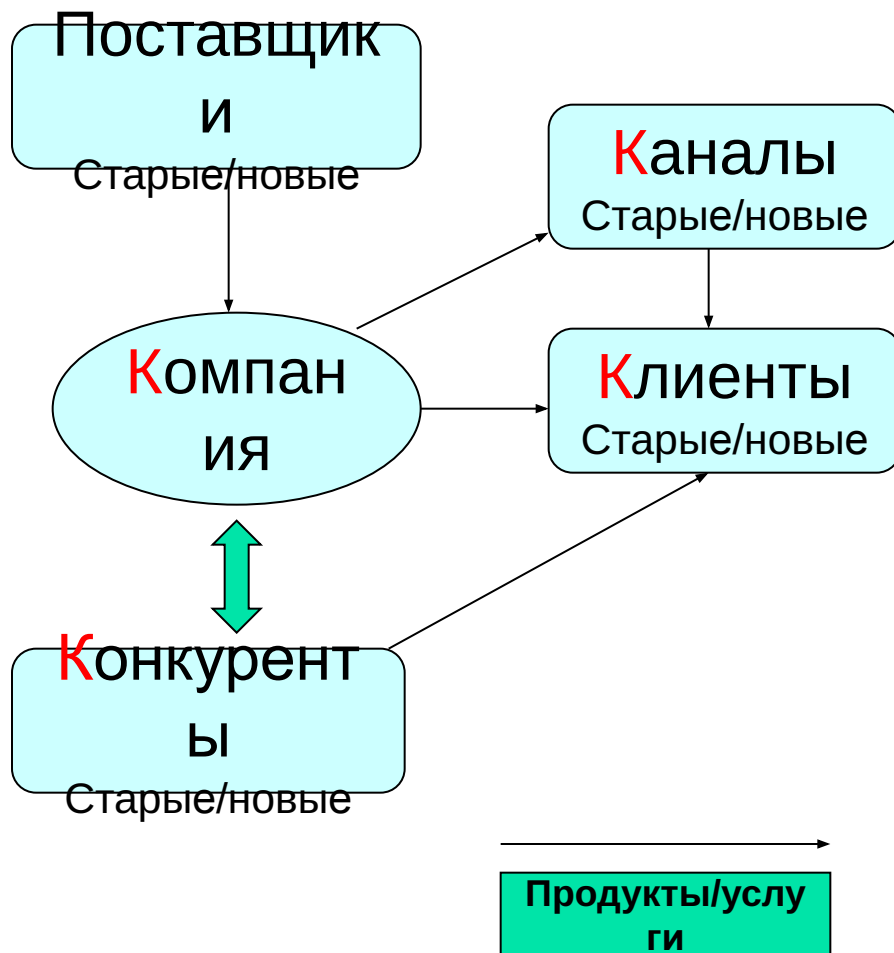 Поставщик
и
Старые/новые
Каналы
Старые/новые
Компан
ия
Клиенты
Старые/новые
Конкурент
ы
Старые/новые
Продукты/услу
ги